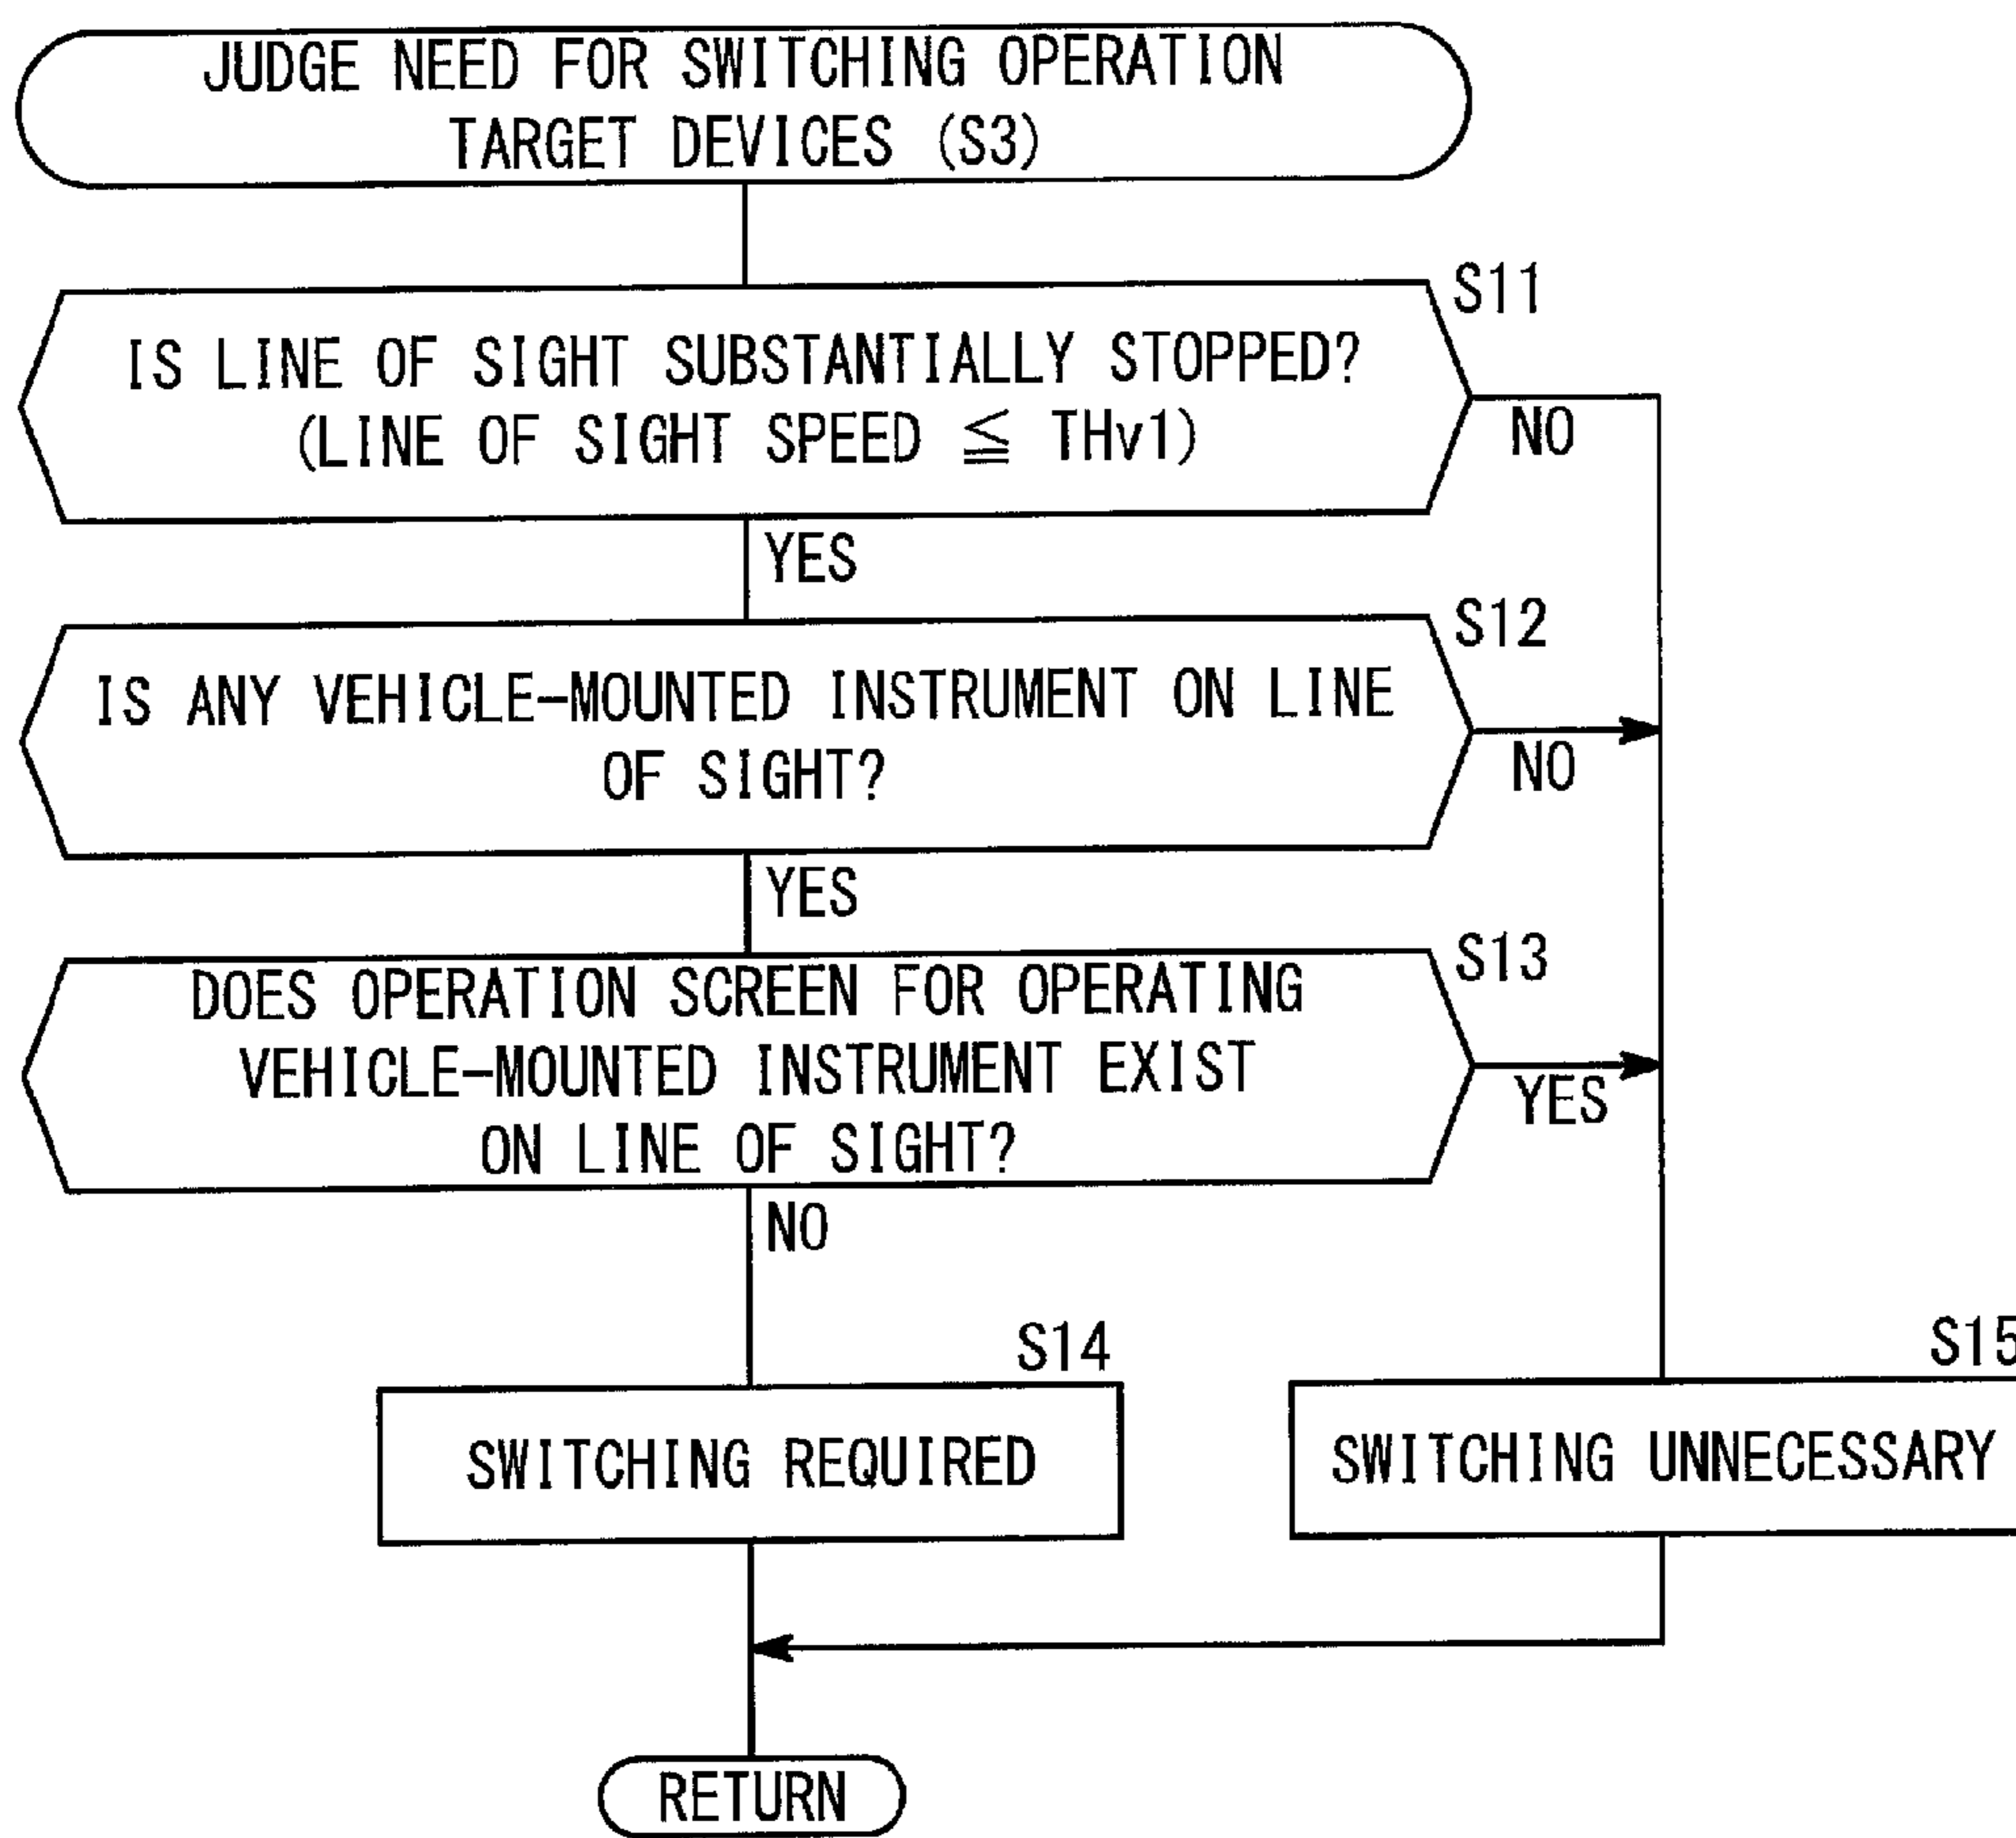 JUDGE NEED FOR SWITCHING OPERATION
TARGET DEVICES (S3)
S11
IS LINE OF SIGHT SUBSTANTIALLY STOPPED?
(LINE OF SIGHT SPEED ≦ THv1)
NO
YES
S12
IS ANY VEHICLE-MOUNTED INSTRUMENT ON LINE
OF SIGHT?
NO
YES
S13
DOES OPERATION SCREEN FOR OPERATING
VEHICLE-MOUNTED INSTRUMENT EXIST
ON LINE OF SIGHT?
YES
NO
S14
S15
SWITCHING REQUIRED
SWITCHING UNNECESSARY
RETURN